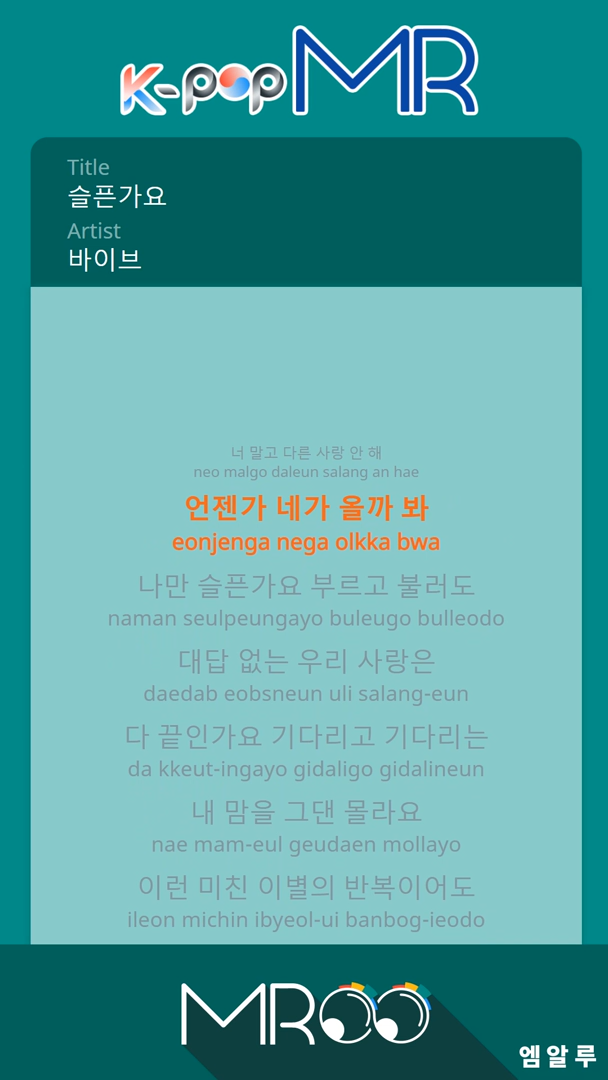 K-pop MR
Title
슬픈가요
Artist
바이브
너 말고 다른 사랑 안 해
neo malgo daleun salang an hae
언젠가 네가 올까 봐
eonjenga nega olkka bwa
나만 슬픈가요 부르고 불러도
naman seulpeungayo buleugo bulleodo
대답 없는 우리 사랑은
daedab eobsneun uli salang-eun
다 끝인가요 기다리고 기다리는
da kkeut-ingayo gidaligo gidalineun
내 맘을 그댄 몰라요
nae mam-eul geudaen mollayo
이런 미친 이별의 반복이어도
ileon michin ibyeol-ui banbog-ieodo
MROO
엠알루